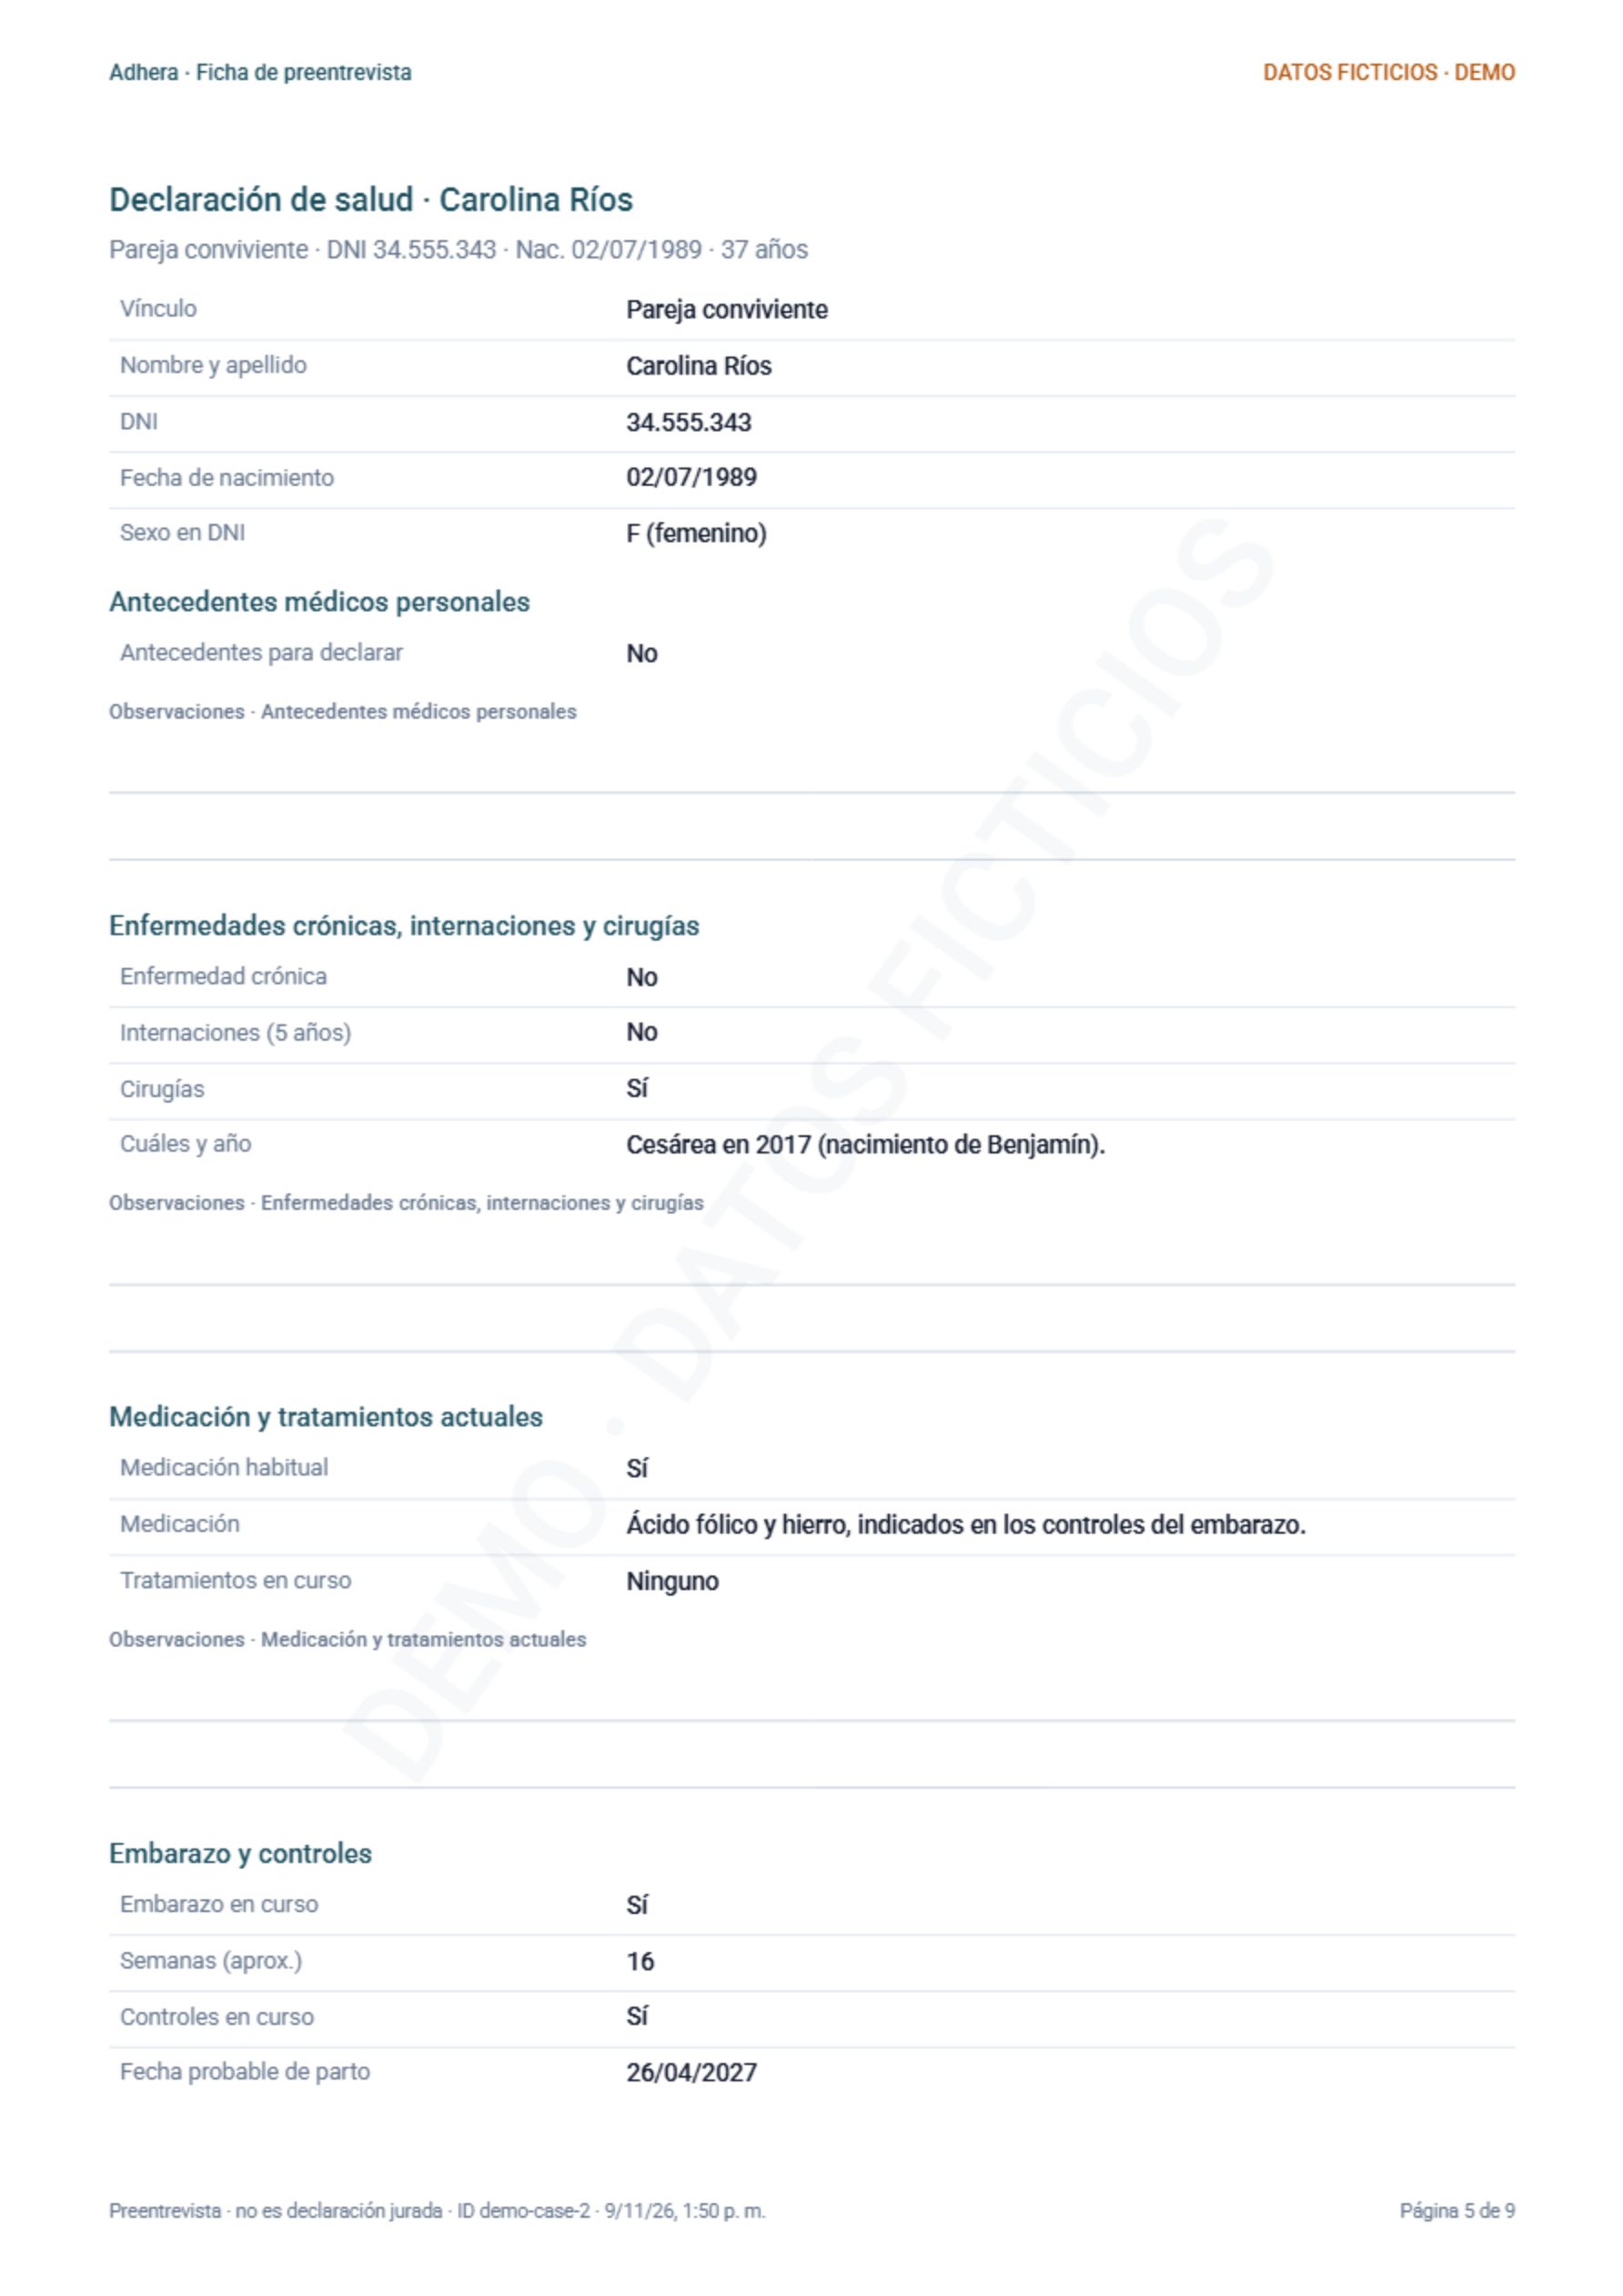 Adhera · Ficha de preentrevista
DATOS FICTICIOS · DEMO
Declaración de salud · Carolina Ríos
Pareja conviviente · DNI 34.555.343 · Nac. 02/07/1989 · 37 años
Vínculo Pareja conviviente
Nombre y apellido Carolina Ríos
DNI 34.555.343
Fecha de nacimiento 02/07/1989
Sexo en DNI F (femenino)
Antecedentes médicos personales
Antecedentes para declarar No
Observaciones · Antecedentes médicos personales
Enfermedades crónicas, internaciones y cirugías
Enfermedad crónica No
Internaciones (5 años) No
Cirugías Sí
Cuáles y año Cesárea en 2017 (nacimiento de Benjamín).
Observaciones · Enfermedades crónicas, internaciones y cirugías
Medicación y tratamientos actuales
Medicación habitual Sí
Medicación Ácido fólico y hierro, indicados en los controles del embarazo.
Tratamientos en curso Ninguno
Observaciones · Medicación y tratamientos actuales
Embarazo y controles
Embarazo en curso Sí
Semanas (aprox.) 16
Controles en curso Sí
Fecha probable de parto 26/04/2027
Preentrevista · no es declaración jurada · ID demo-case-2 · 9/11/26, 1:50 p. m.
Página 5 de 9
DEMO · DATOS FICTICIOS